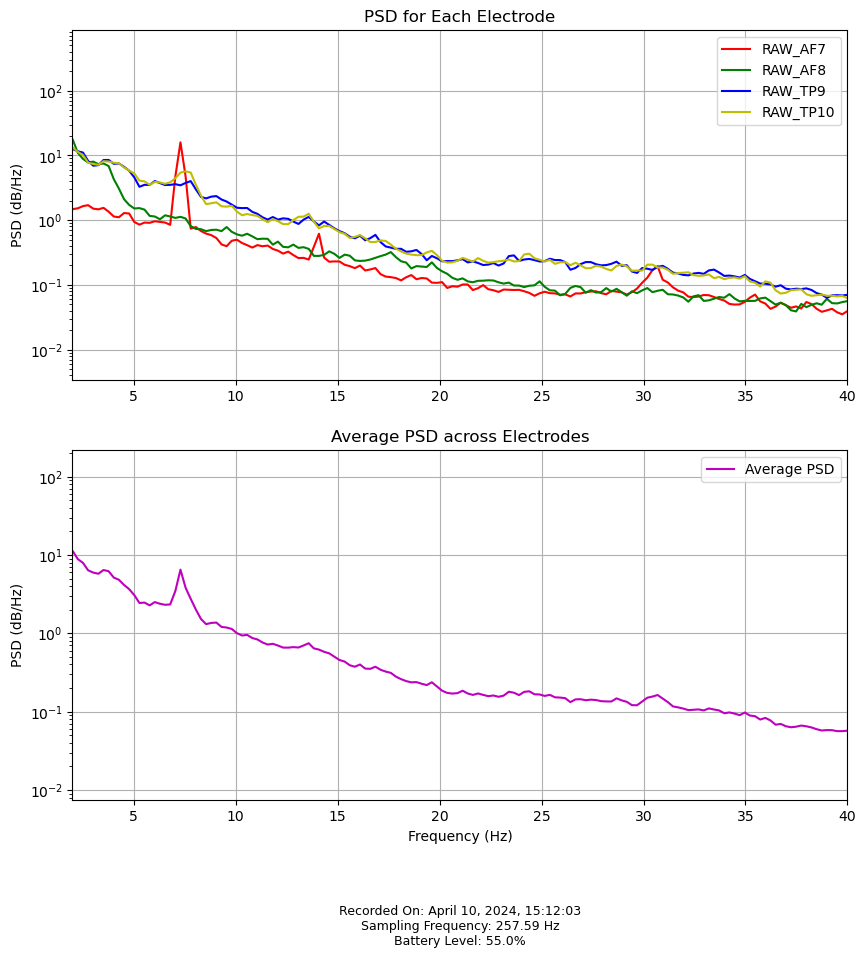 PSD for Each Electrode
PSD (dB/Hz)
10²
10¹
10⁰
10⁻¹
10⁻²
RAW_AF7
RAW_AF8
RAW_TP9
RAW_TP10
5 10 15 20 25 30 35 40
Average PSD across Electrodes
PSD (dB/Hz)
10²
10¹
10⁰
10⁻¹
10⁻²
Average PSD
5 10 15 20 25 30 35 40
Frequency (Hz)
Recorded On: April 10, 2024, 15:12:03
Sampling Frequency: 257.59 Hz
Battery Level: 55.0%